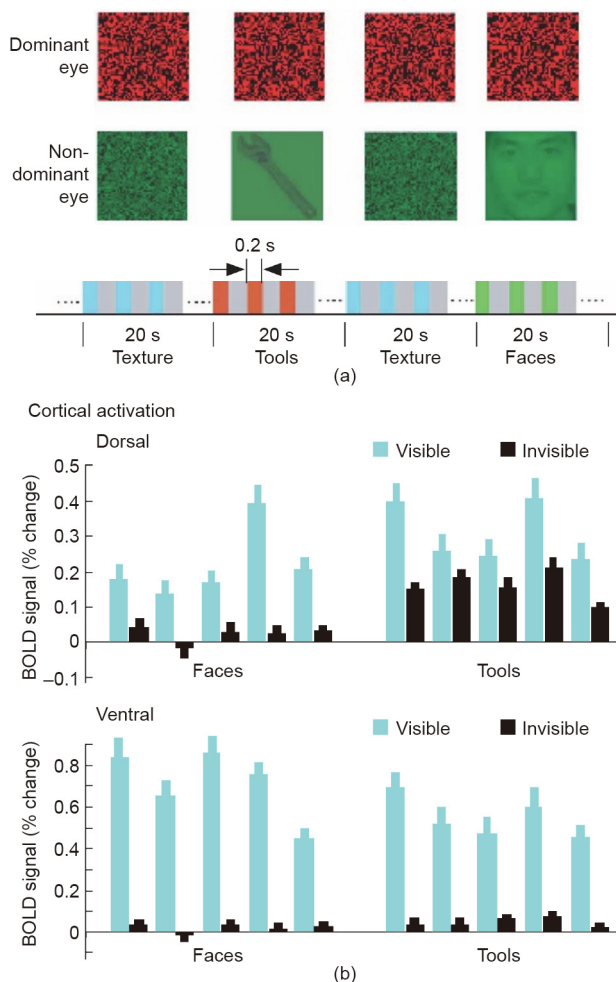 Dominant
eye
Non-
dominant
eye
0.2 s
20 s 20 s 20 s 20 s
Texture Tools Texture Faces
(a)
Cortical activation
Dorsal
Visible Invisible
BOLD signal (% change)
0.5
0.4
0.3
0.2
0.1
0
–0.1
Faces Tools
Ventral
Visible Invisible
BOLD signal (% change)
0.8
0.6
0.4
0.2
0
Faces Tools
(b)